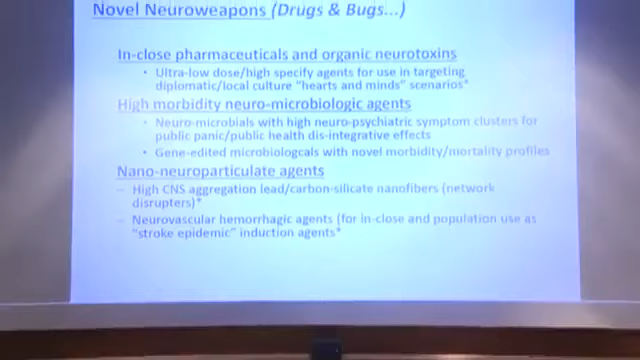 Novel Neuroweapons (Drugs & Bugs...)
In-close pharmaceuticals and organic neurotoxins
• Ultra-low dose/high specify agents for use in targeting
diplomatic/local culture "hearts and minds" scenarios*
High morbidity neuro-microbiologic agents
• Neuro-microbials with high neuro-psychiatric symptom clusters for
public panic/public health dis-integrative effects
• Gene-edited microbiologcals with novel morbidity/mortality profiles
Nano-neuroparticulate agents
– High CNS aggregation lead/carbon-silicate nanofibers (network
disrupters)*
– Neurovascular hemorrhagic agents (for in-close and population use as
"stroke epidemic" induction agents*